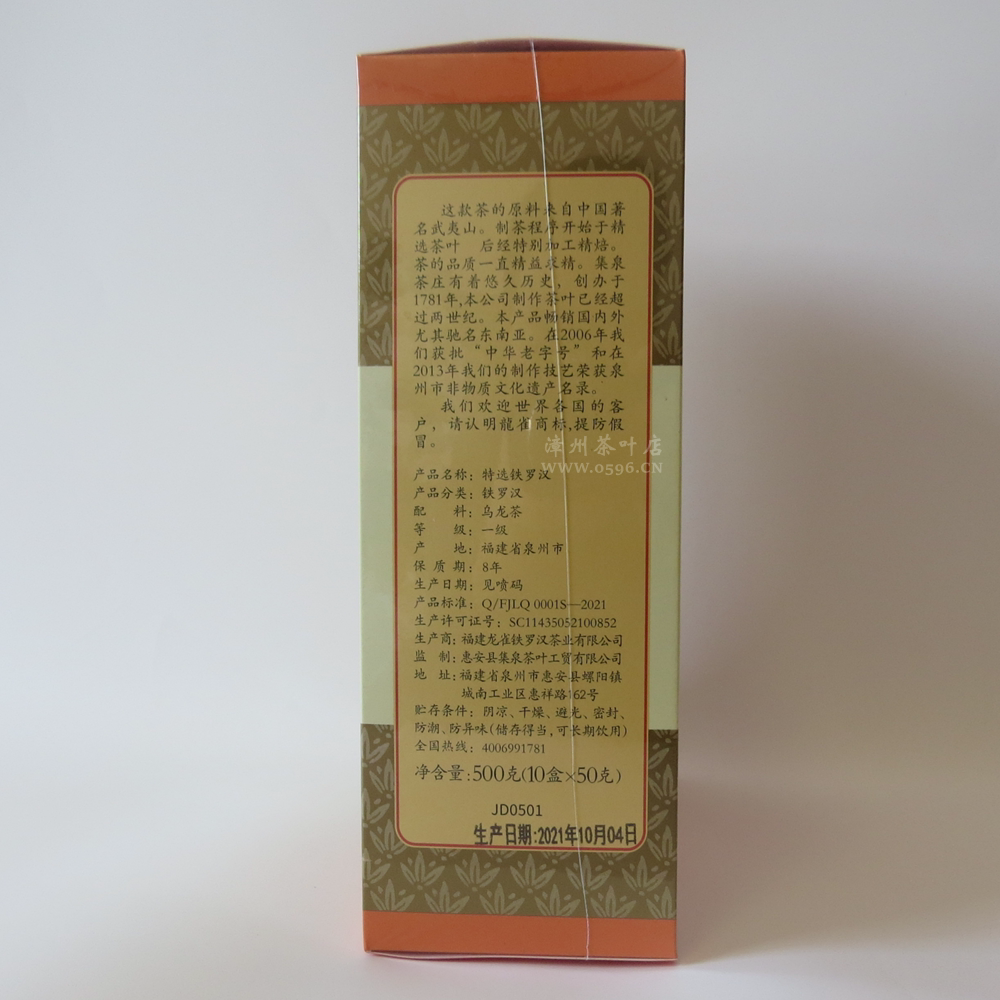 这款茶的原料来自中国著
名武夷山。制茶程序开始于精
选茶叶　后经特别加工精焙。
茶的品质一直精益求精。集泉
茶庄有着悠久历史，创办于
1781年,本公司制作茶叶已经超
过两世纪。本产品畅销国内外
尤其驰名东南亚。在2006年我
们获批“中华老字号”和在
2013年我们的制作技艺荣获泉
州市非物质文化遗产名录。
我们欢迎世界各国的客
户，请认明龍雀商标,提防假
冒。
漳州茶叶店
WWW.0596.CN
产品名称：特选铁罗汉
产品分类：铁罗汉
配　料：乌龙茶
等　级：一级
产　地：福建省泉州市
保 质 期：8年
生产日期：见喷码
产品标准：Q/FJLQ 0001S—2021
生产许可证号：SC11435052100852
生产商：福建龙雀铁罗汉茶业有限公司
监　制：惠安县集泉茶叶工贸有限公司
地　址：福建省泉州市惠安县螺阳镇
城南工业区惠祥路162号
贮存条件：阴凉、干燥、避光、密封、
防潮、防异味(储存得当,可长期饮用)
全国热线：4006991781
净含量:500克(10盒×50克)
JD0501
生产日期:2021年10月04日